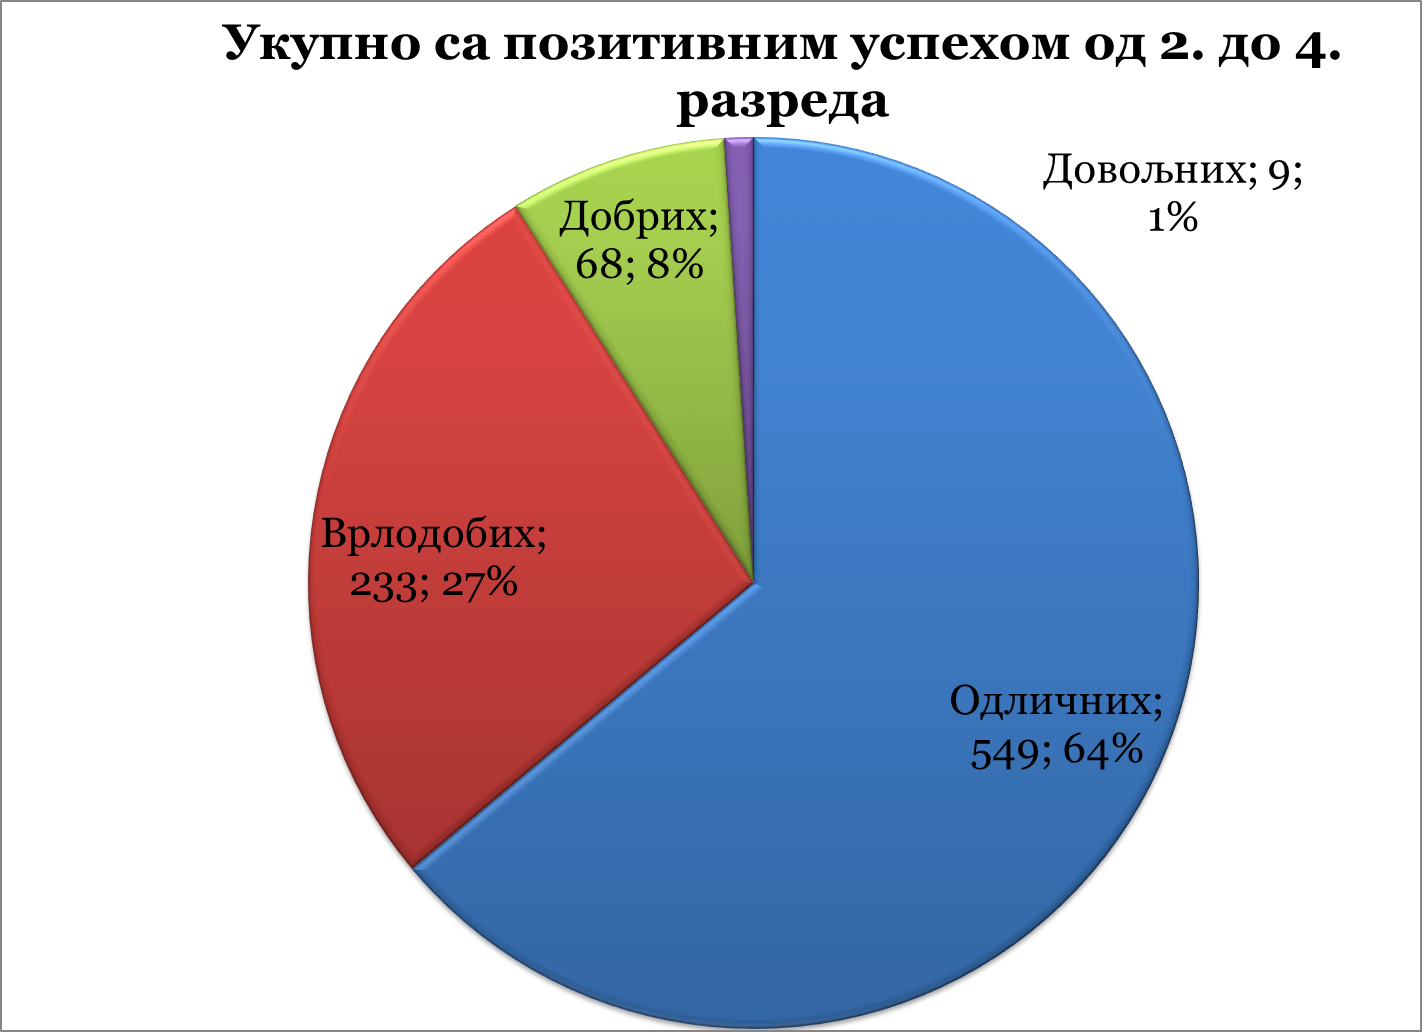 Укупно са позитивним успехом од 2. до 4.
разреда
Довољних; 9;
1%
Добрих;
68; 8%
Врлодобих;
233; 27%
Одличних;
549; 64%